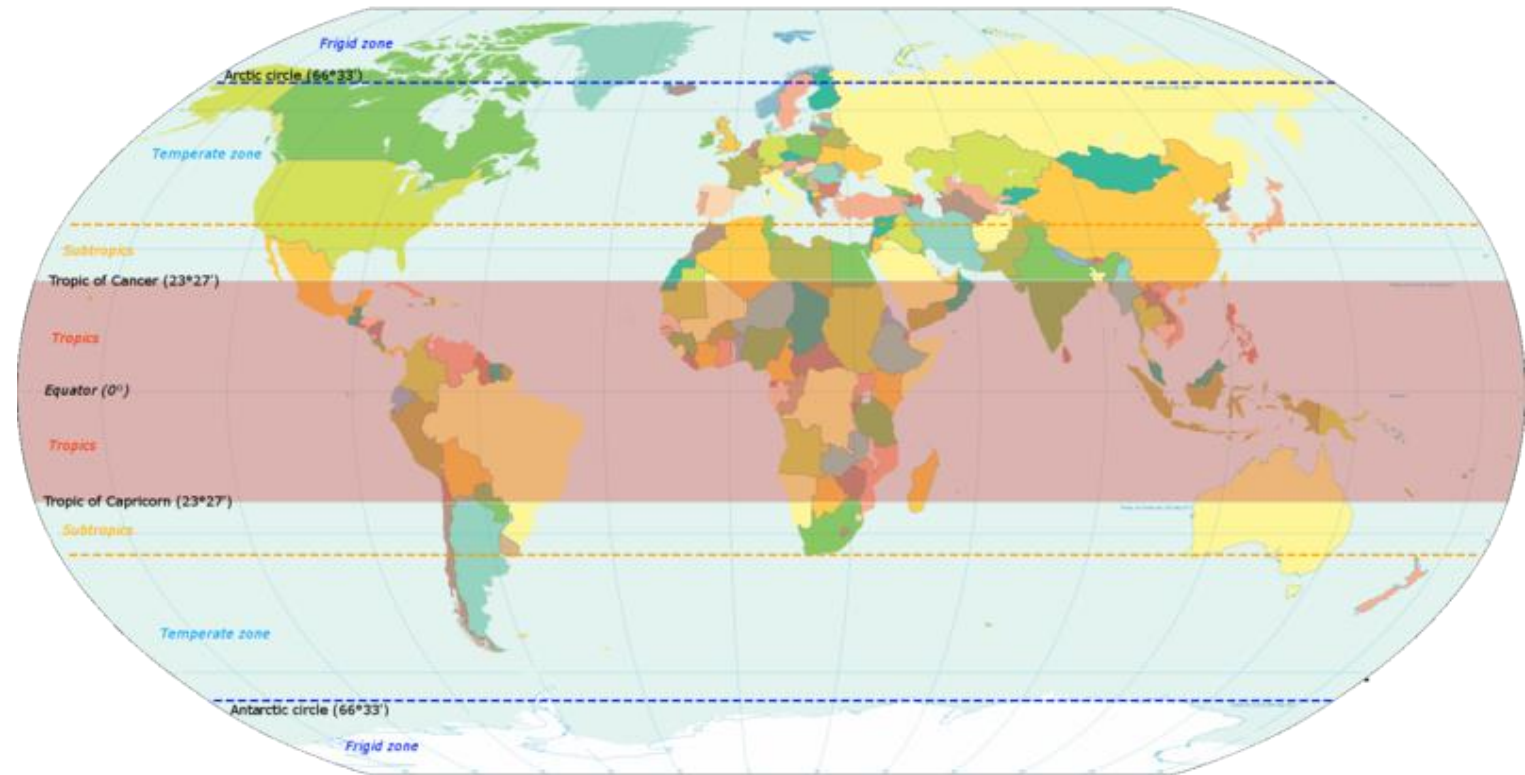 Frigid zone
Arctic circle (66°33')
Temperate zone
Subtropics
Tropic of Cancer (23°27')
Tropics
Equator (0°)
Tropics
Tropic of Capricorn (23°27')
Subtropics
Temperate zone
Antarctic circle (66°33')
Frigid zone